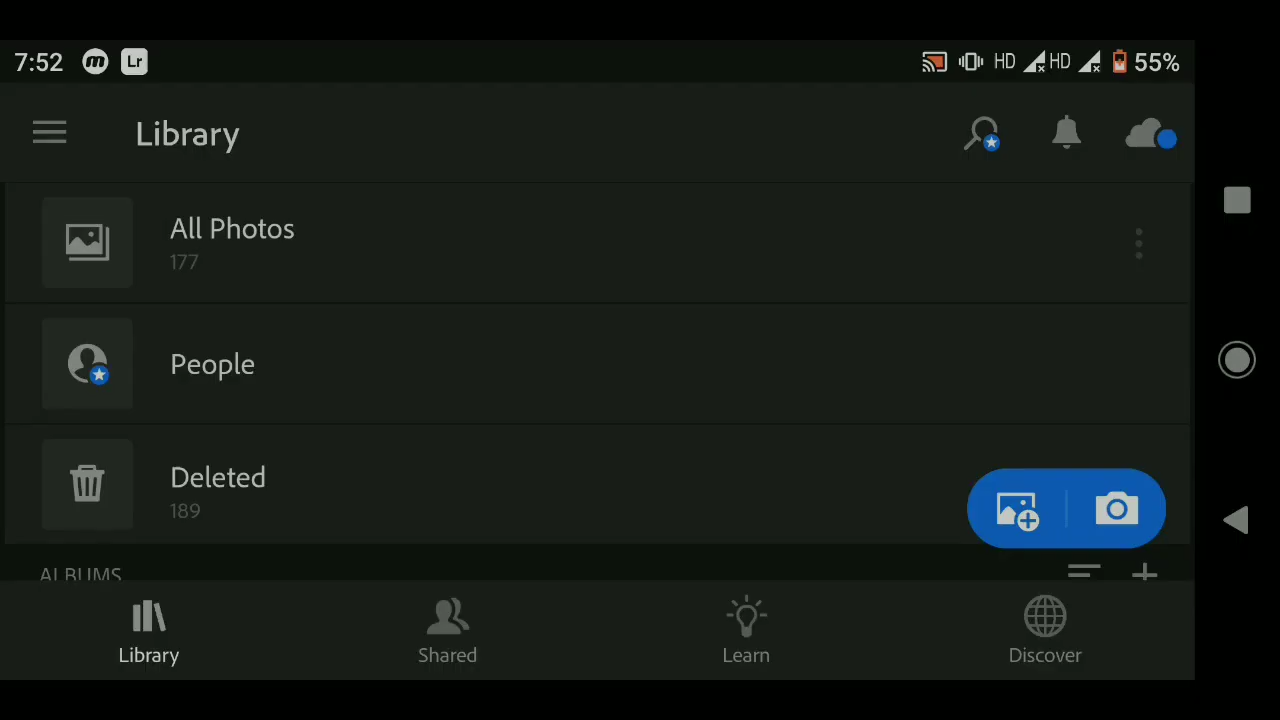 7:52 m Lr HD HD 55%
Library
All Photos
177
People
Deleted
189
ALBUMS
Library Shared Learn Discover